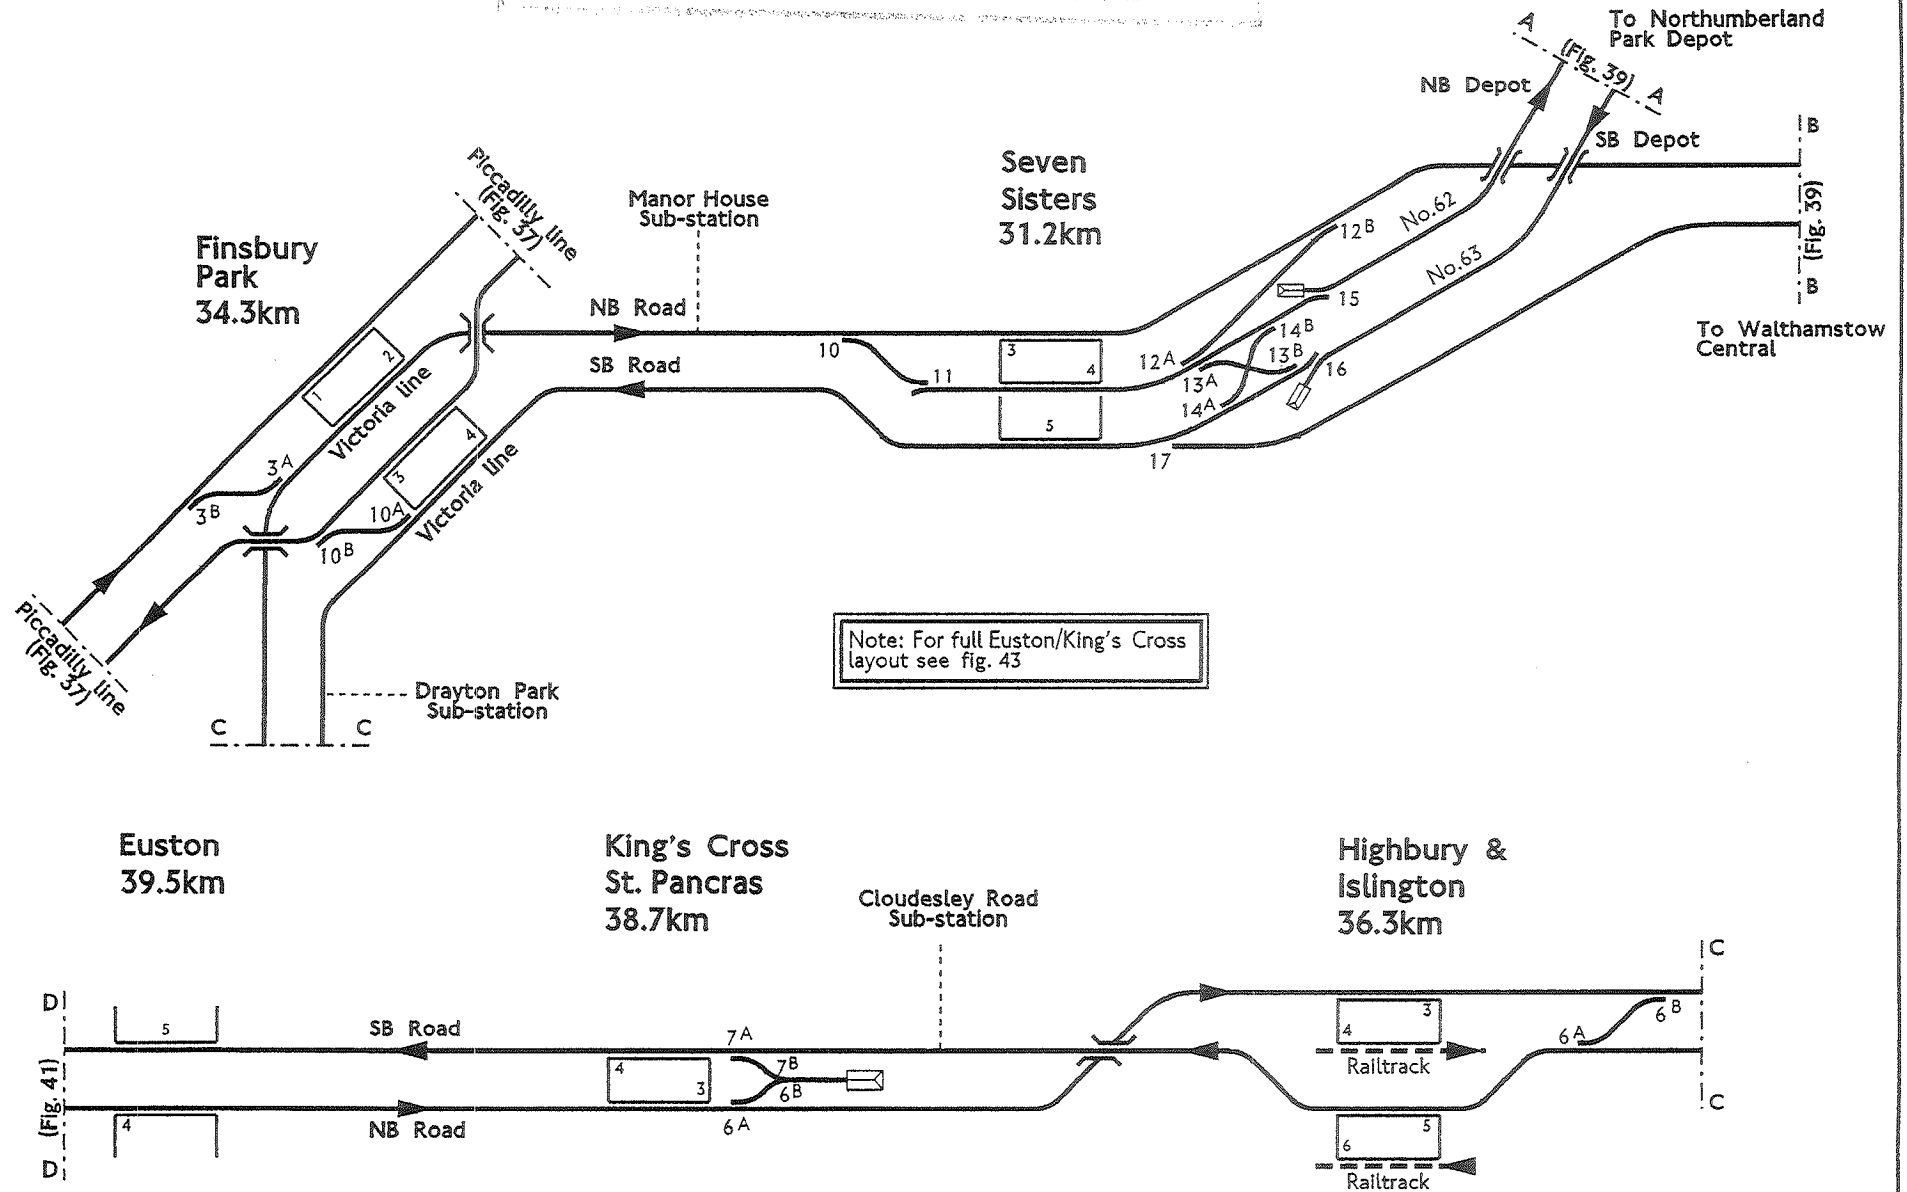 A
To Northumberland
Park Depot
(Fig. 39)
NB Depot
A
SB Depot
B
Piccadilly line
(Fig. 37)
Manor House
Sub-station
Seven
Sisters
31.2km
(Fig. 39)
No.62
12B
Finsbury
Park
34.3km
No.63
B
NB Road
15
14B
To Walthamstow
Central
10
3
4
12A
13B
2
1
Victoria line
SB Road
11
13A
16
14A
5
17
4
3
3A
3B
10A
10B
Victoria line
Piccadilly line
(Fig. 37)
Note: For full Euston/King's Cross
layout see fig. 43
Drayton Park
Sub-station
C
C
Euston
39.5km
King's Cross
St. Pancras
38.7km
Cloudesley Road
Sub-station
Highbury &
Islington
36.3km
C
D
5
SB Road
7A
3
4
6B
6A
4
7B
Railtrack
(Fig. 41)
3
6B
4
NB Road
6A
5
6
C
D
Railtrack